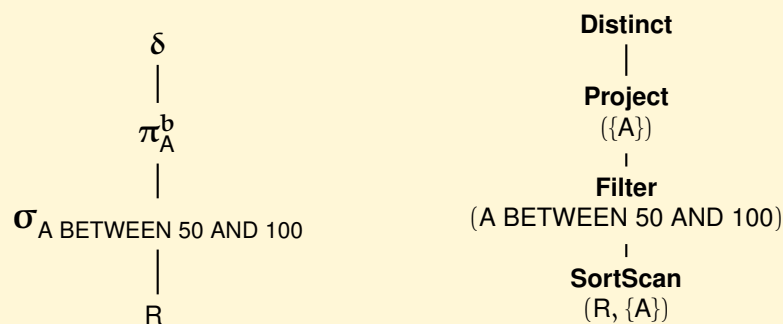 δ
π^b_A
σ_A BETWEEN 50 AND 100
R
Distinct
Project
({A})
Filter
(A BETWEEN 50 AND 100)
SortScan
(R, {A})